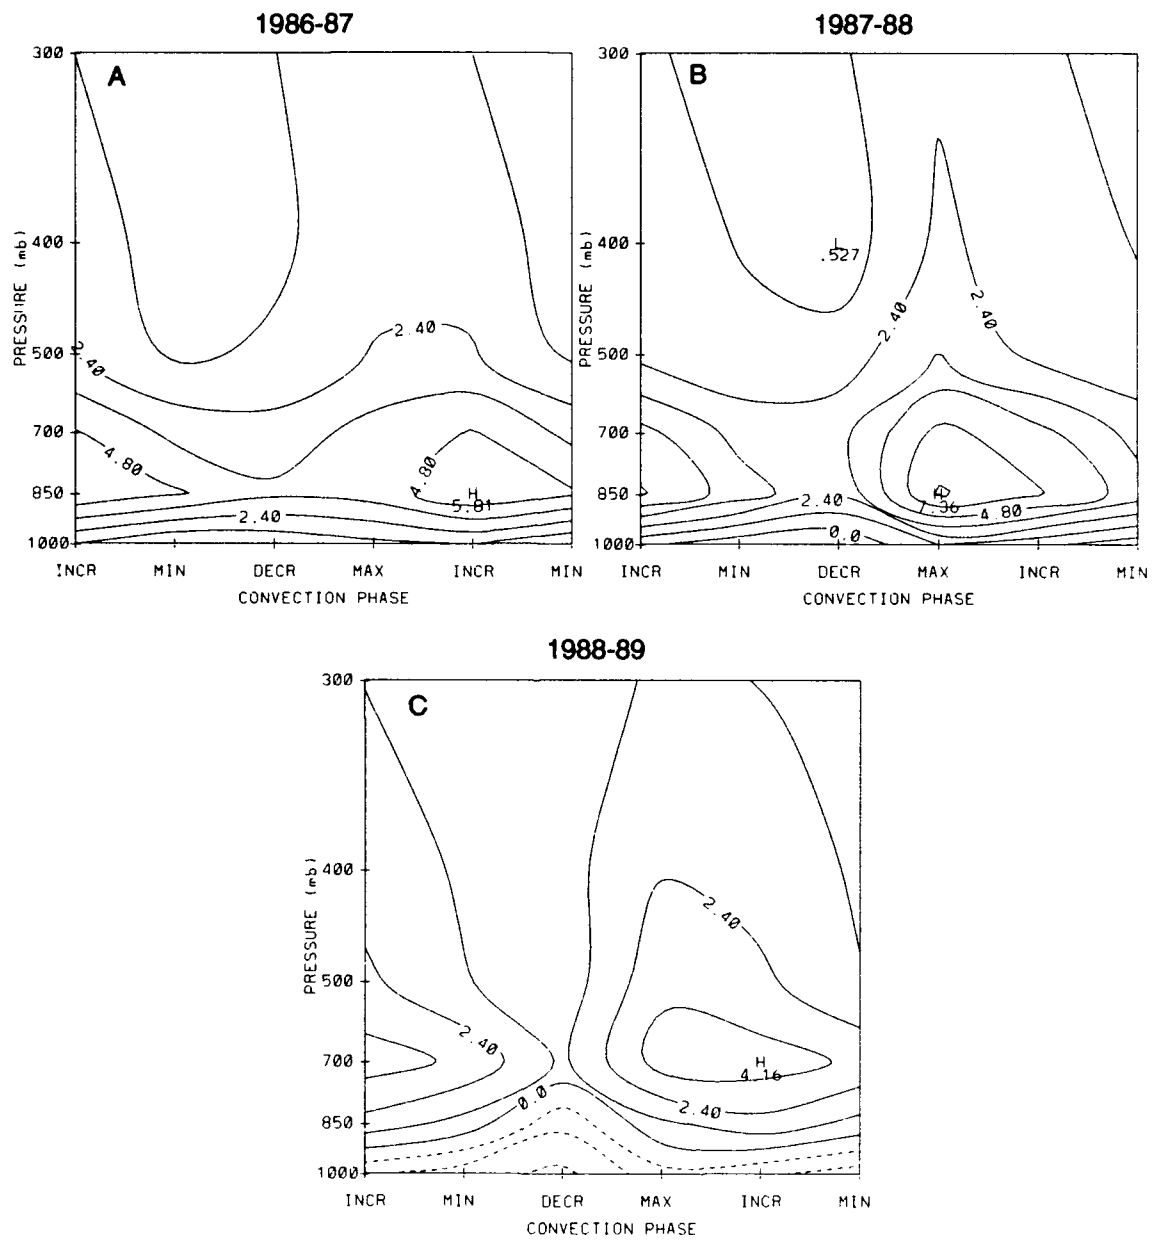 1986-87
A
300
400
500
700
850
1000
PRESSURE (mb)
2.40
2.40
4.80
4.80
H
5.81
2.40
INCR MIN DECR MAX INCR MIN
CONVECTION PHASE
1987-88
B
300
400
500
700
850
1000
PRESSURE (mb)
L
.527
2.40
2.40
2.40
H
7.36
4.80
0.0
INCR MIN DECR MAX INCR MIN
CONVECTION PHASE
1988-89
C
300
400
500
700
850
1000
PRESSURE (mb)
2.40
2.40
H
4.16
0.0
2.40
INCR MIN DECR MAX INCR MIN
CONVECTION PHASE